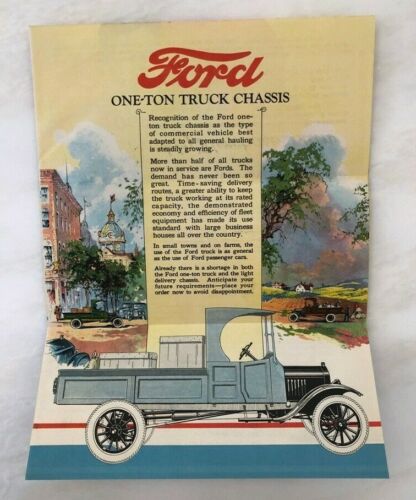 Ford
ONE-TON TRUCK CHASSIS
Recognition of the Ford one-
ton truck chassis as the type
of commercial vehicle best
adapted to all general hauling
is steadily growing.
More than half of all trucks
now in service are Fords. The
demand has never been so
great. Time-saving delivery
routes, a greater ability to keep
the truck working at its rated
capacity, the demonstrated
economy and efficiency of fleet
equipment has made its use
standard with large business
houses all over the country.
In small towns and on farms, the
use of the Ford truck is as general
as the use of Ford passenger cars.
Already there is a shortage in both
the Ford one-ton truck and the light
delivery chassis. Anticipate your
future requirements—place your
order now to avoid disappointment.